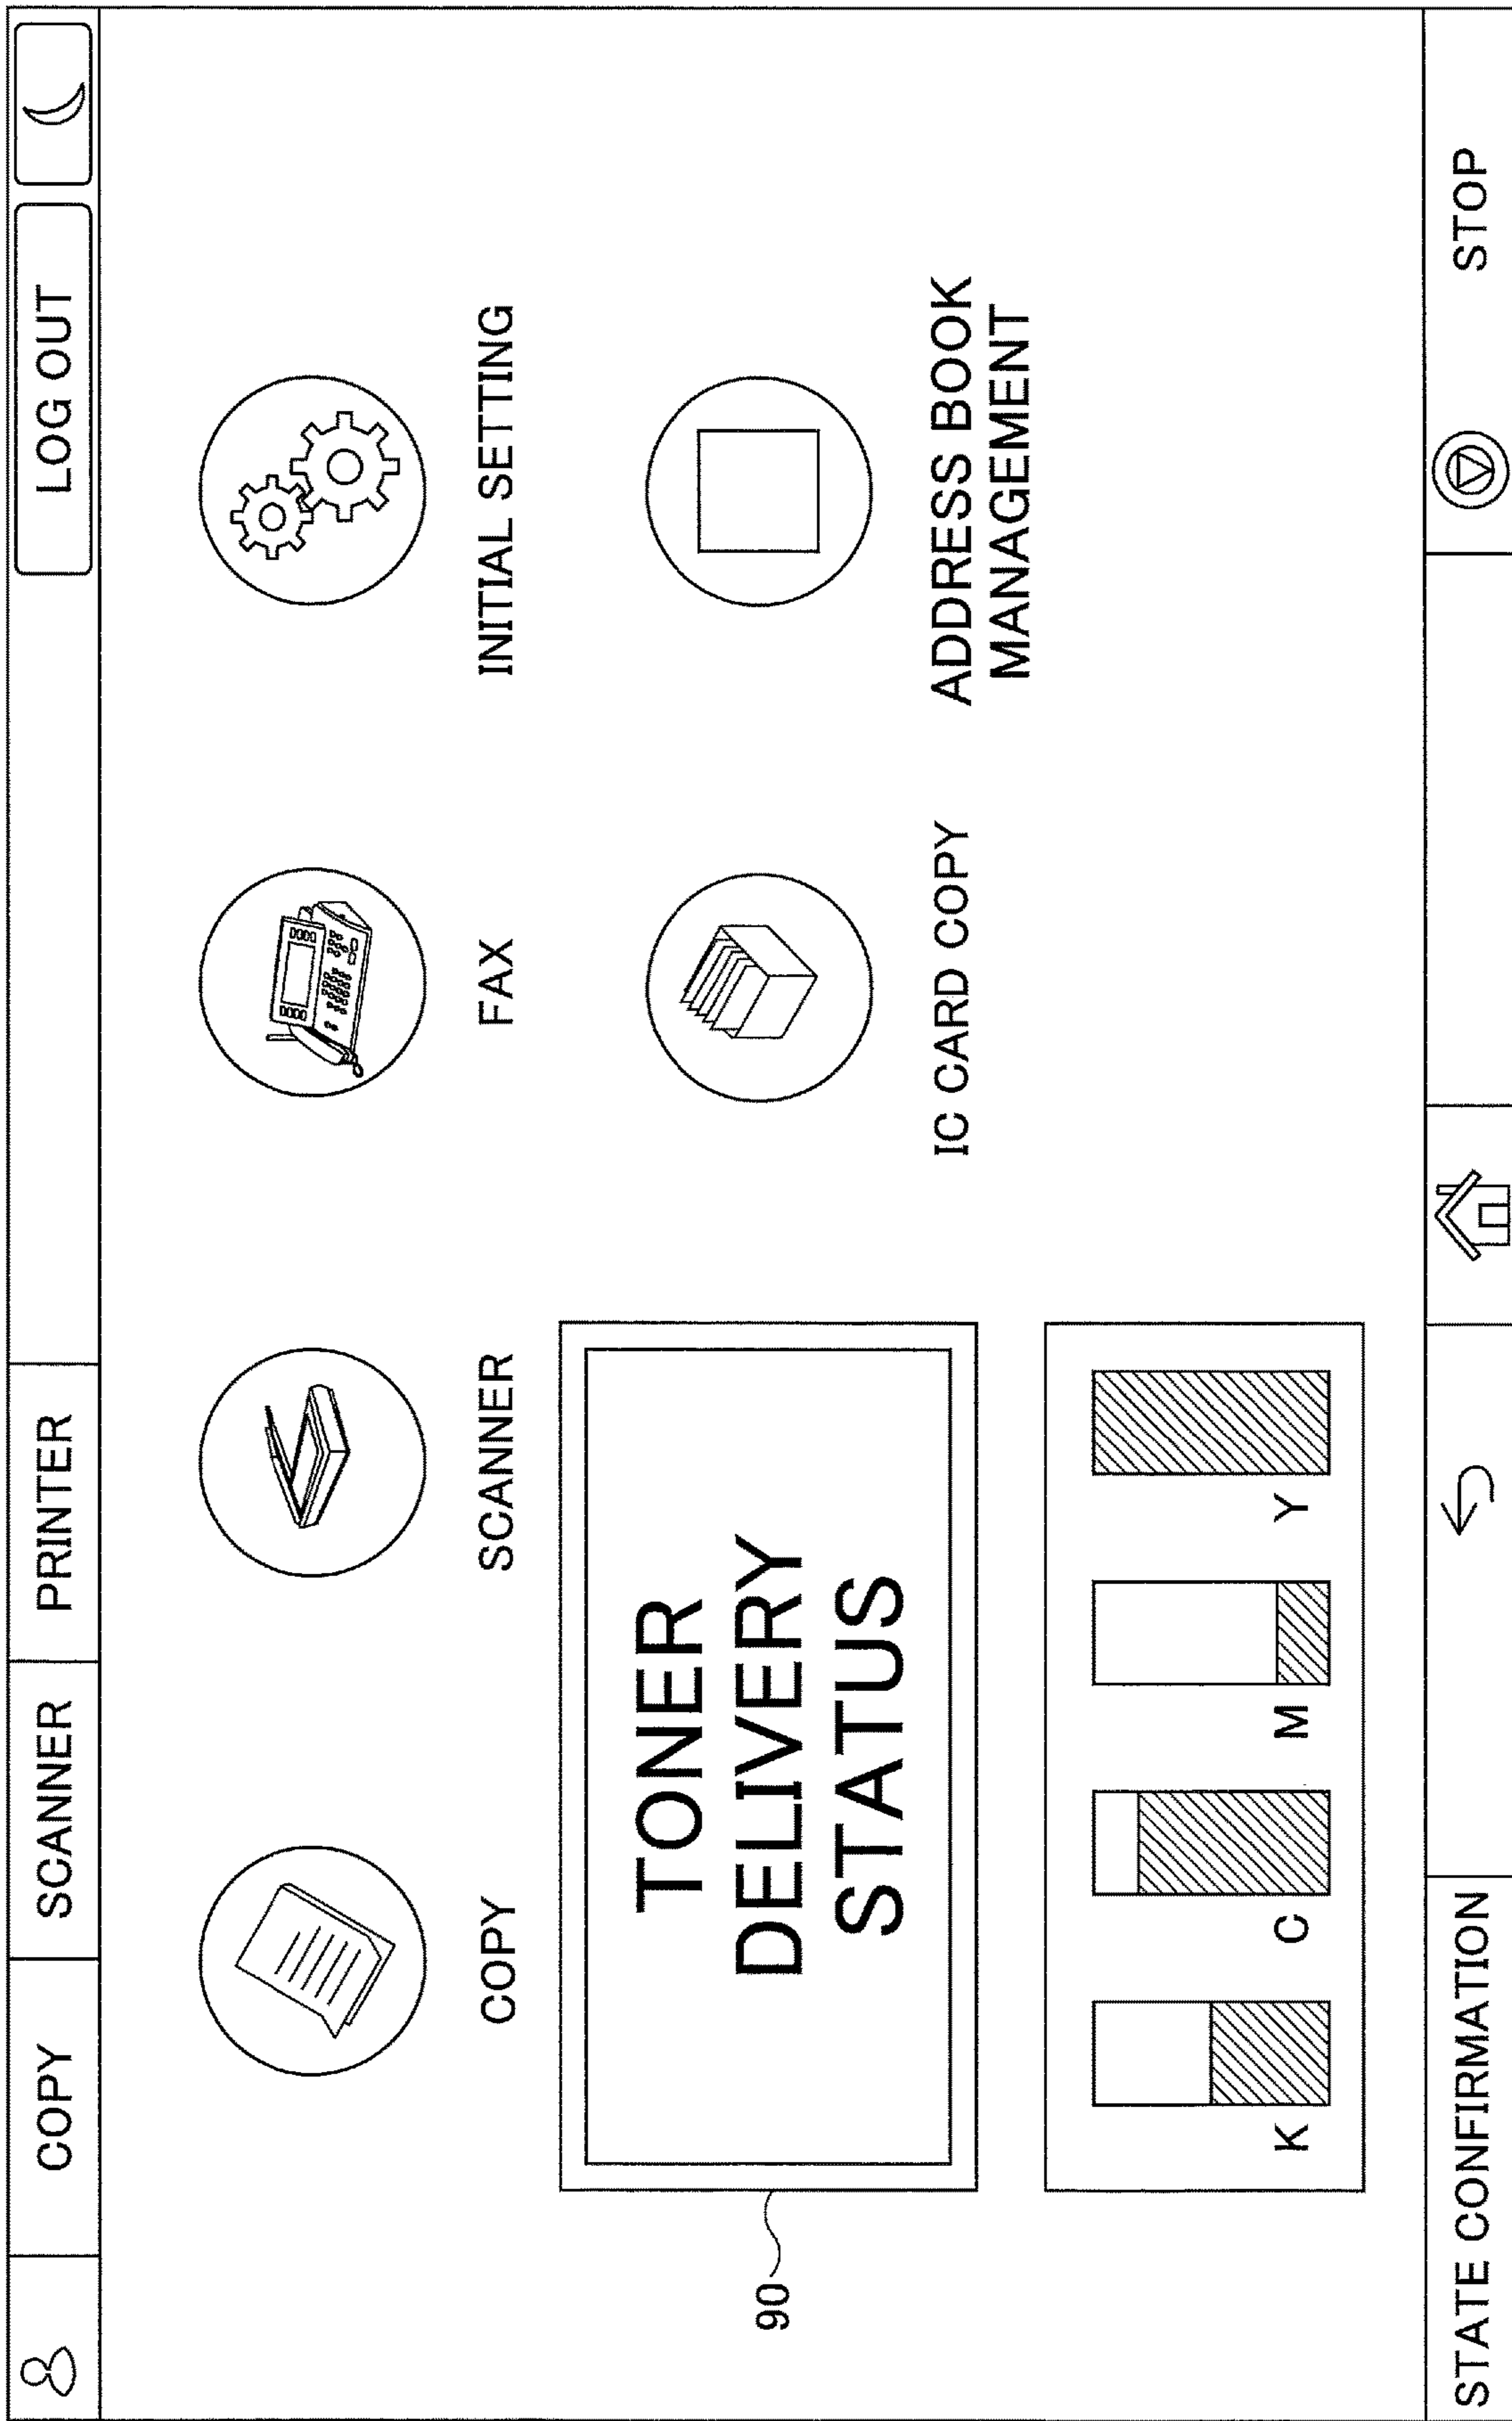 COPY
SCANNER
PRINTER
LOG OUT
COPY
SCANNER
FAX
INITIAL SETTING
TONER
DELIVERY
STATUS
90
IC CARD COPY
ADDRESS BOOK
MANAGEMENT
K
C
M
Y
STATE CONFIRMATION
STOP